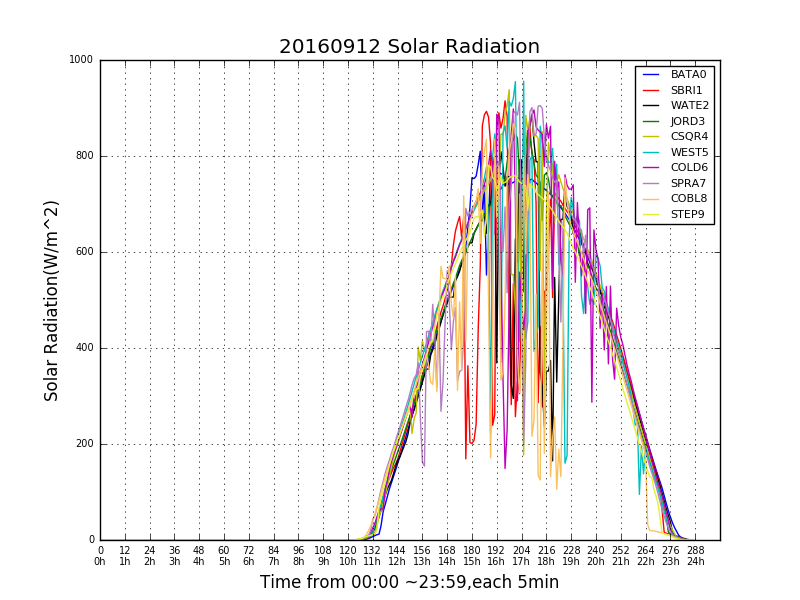 20160912 Solar Radiation
1000
800
600
400
200
0
Solar Radiation(W/m^2)
BATA0
SBRI1
WATE2
JORD3
CSQR4
WEST5
COLD6
SPRA7
COBL8
STEP9
0 12 24 36 48 60 72 84 96 108 120 132 144 156 168 180 192 204 216 228 240 252 264 276 288
0h 1h 2h 3h 4h 5h 6h 7h 8h 9h 10h 11h 12h 13h 14h 15h 16h 17h 18h 19h 20h 21h 22h 23h 24h
Time from 00:00 ~23:59,each 5min